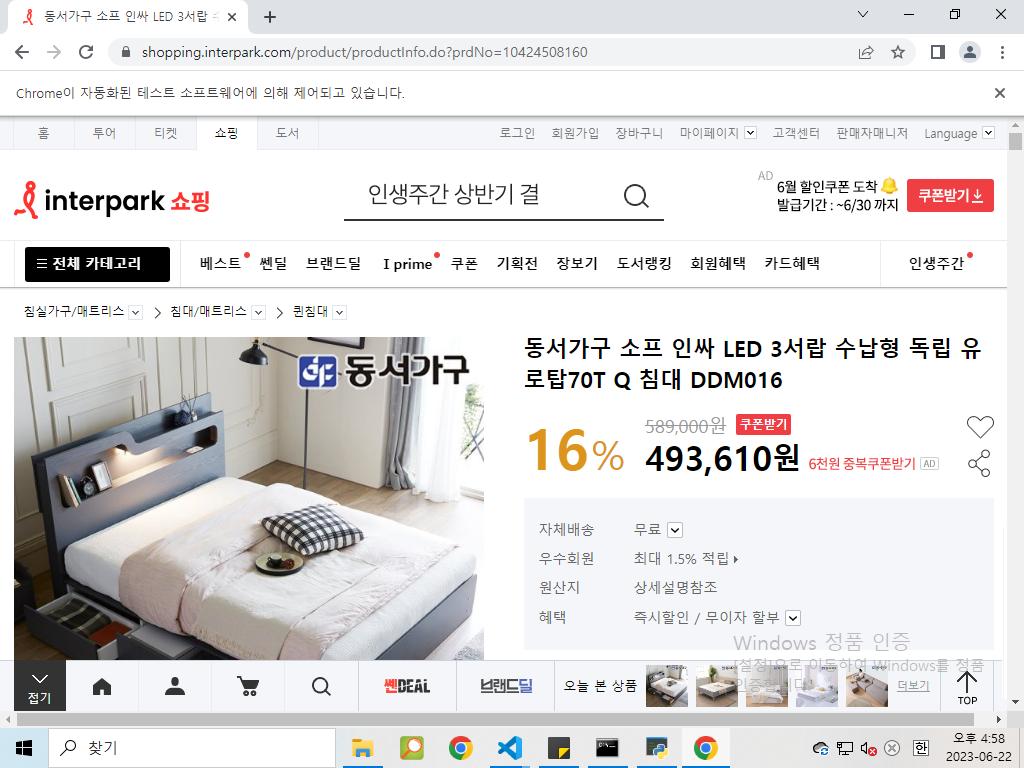 동서가구 소프 인싸 LED 3서랍
shopping.interpark.com/product/productInfo.do?prdNo=10424508160
Chrome이 자동화된 테스트 소프트웨어에 의해 제어되고 있습니다.
홈 투어 티켓 쇼핑 도서 로그인 회원가입 장바구니 마이페이지 고객센터 판매자매니저 Language
interpark 쇼핑
인생주간 상반기 결
AD
6월 할인쿠폰 도착
발급기간 : ~6/30 까지
쿠폰받기
전체 카테고리 베스트 쎈딜 브랜드딜 I prime 쿠폰 기획전 장보기 도서랭킹 회원혜택 카드혜택 인생주간
침실가구/매트리스 > 침대/매트리스 > 퀸침대
동서가구
동서가구 소프 인싸 LED 3서랍 수납형 독립 유
로탑70T Q 침대 DDM016
16%
589,000원 쿠폰받기
493,610원 6천원 중복쿠폰받기 AD
자체배송 무료
우수회원 최대 1.5% 적립
원산지 상세설명참조
혜택 즉시할인 / 무이자 할부
Windows 정품 인증
[설정]으로 이동하여 Windows를 정품
인증합니다.
접기
쎈DEAL
브랜드딜
오늘 본 상품
더보기
TOP
찾기
한
오후 4:58
2023-06-22